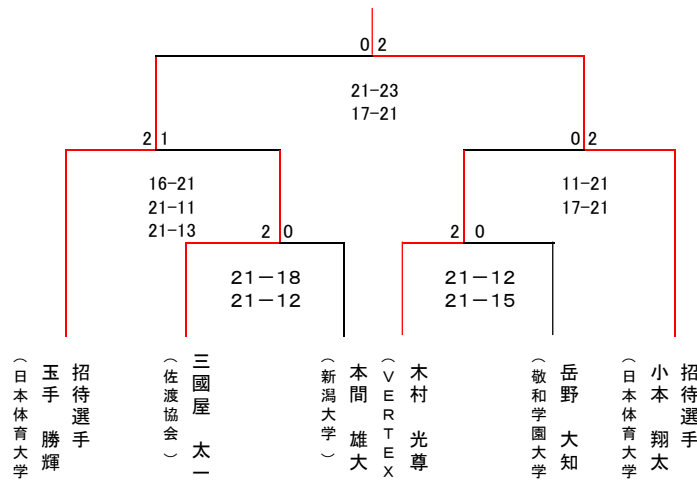 0 2
21-23
17-21
2 1
0 2
16-21
21-11
21-13
11-21
17-21
2 0
2 0
21-18
21-12
21-12
21-15
招待選手
玉手 勝輝
(日本体育大学
三國屋 太一
(佐渡協会)
本間 雄大
(新潟大学)
木村 光尊
(VERTEX
岳野 大知
(敬和学園大学
招待選手
小本 翔太
(日本体育大学